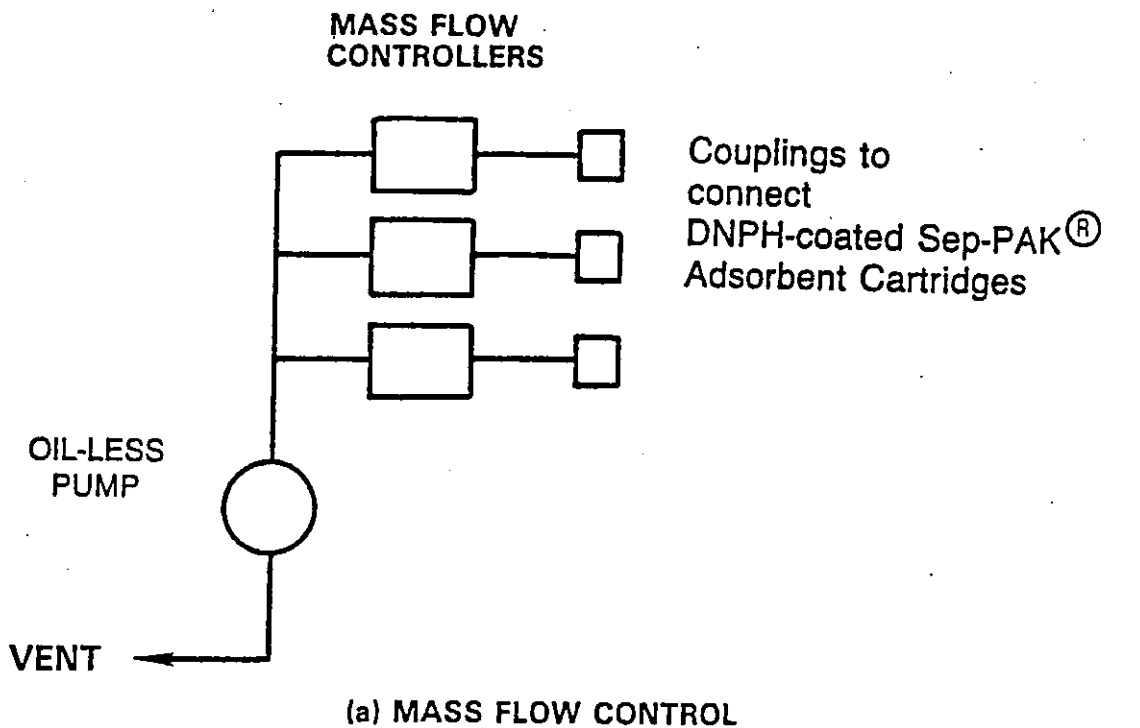 MASS FLOW
CONTROLLERS
Couplings to
connect
DNPH-coated Sep-PAK®
Adsorbent Cartridges
OIL-LESS
PUMP
VENT
(a) MASS FLOW CONTROL